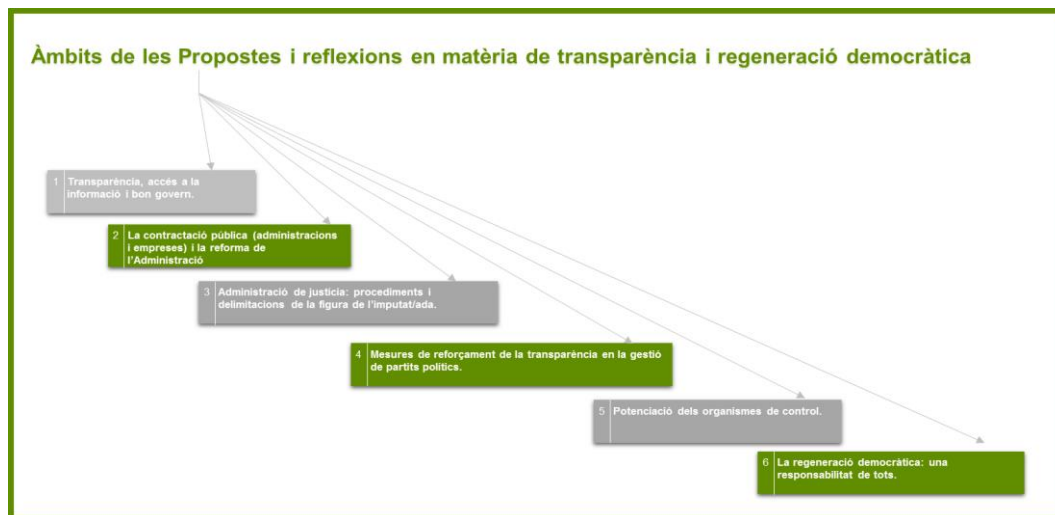 Àmbits de les Propostes i reflexions en matèria de transparència i regeneració democràtica
1 Transparència, accés a la
informació i bon govern.
2 La contractació pública (administracions
i empreses) i la reforma de
l'Administració
3 Administració de justícia: procediments i
delimitacions de la figura de l'imputat/ada.
4 Mesures de reforçament de la transparència en la gestió
de partits polítics.
5 Potenciació dels organismes de control.
6 La regeneració democràtica: una
responsabilitat de tots.